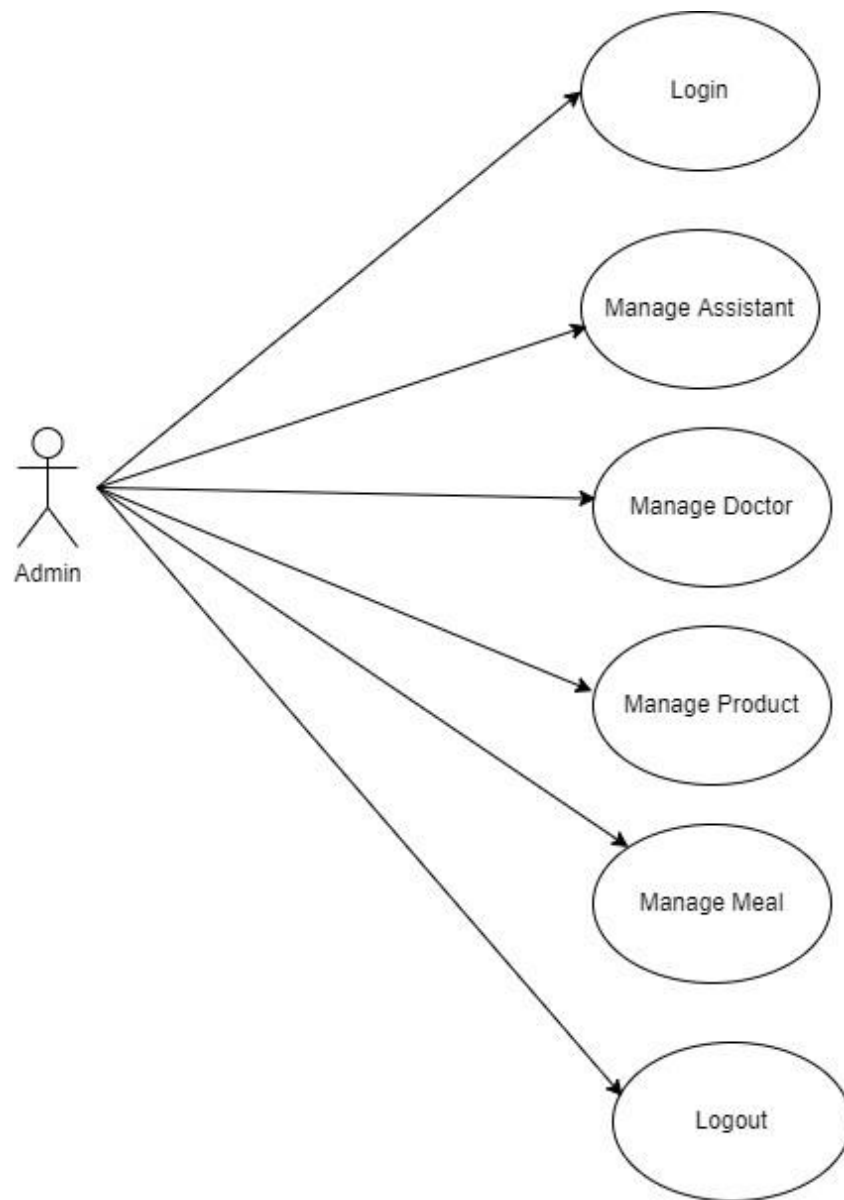 Login
Manage Assistant
Manage Doctor
Admin
Manage Product
Manage Meal
Logout